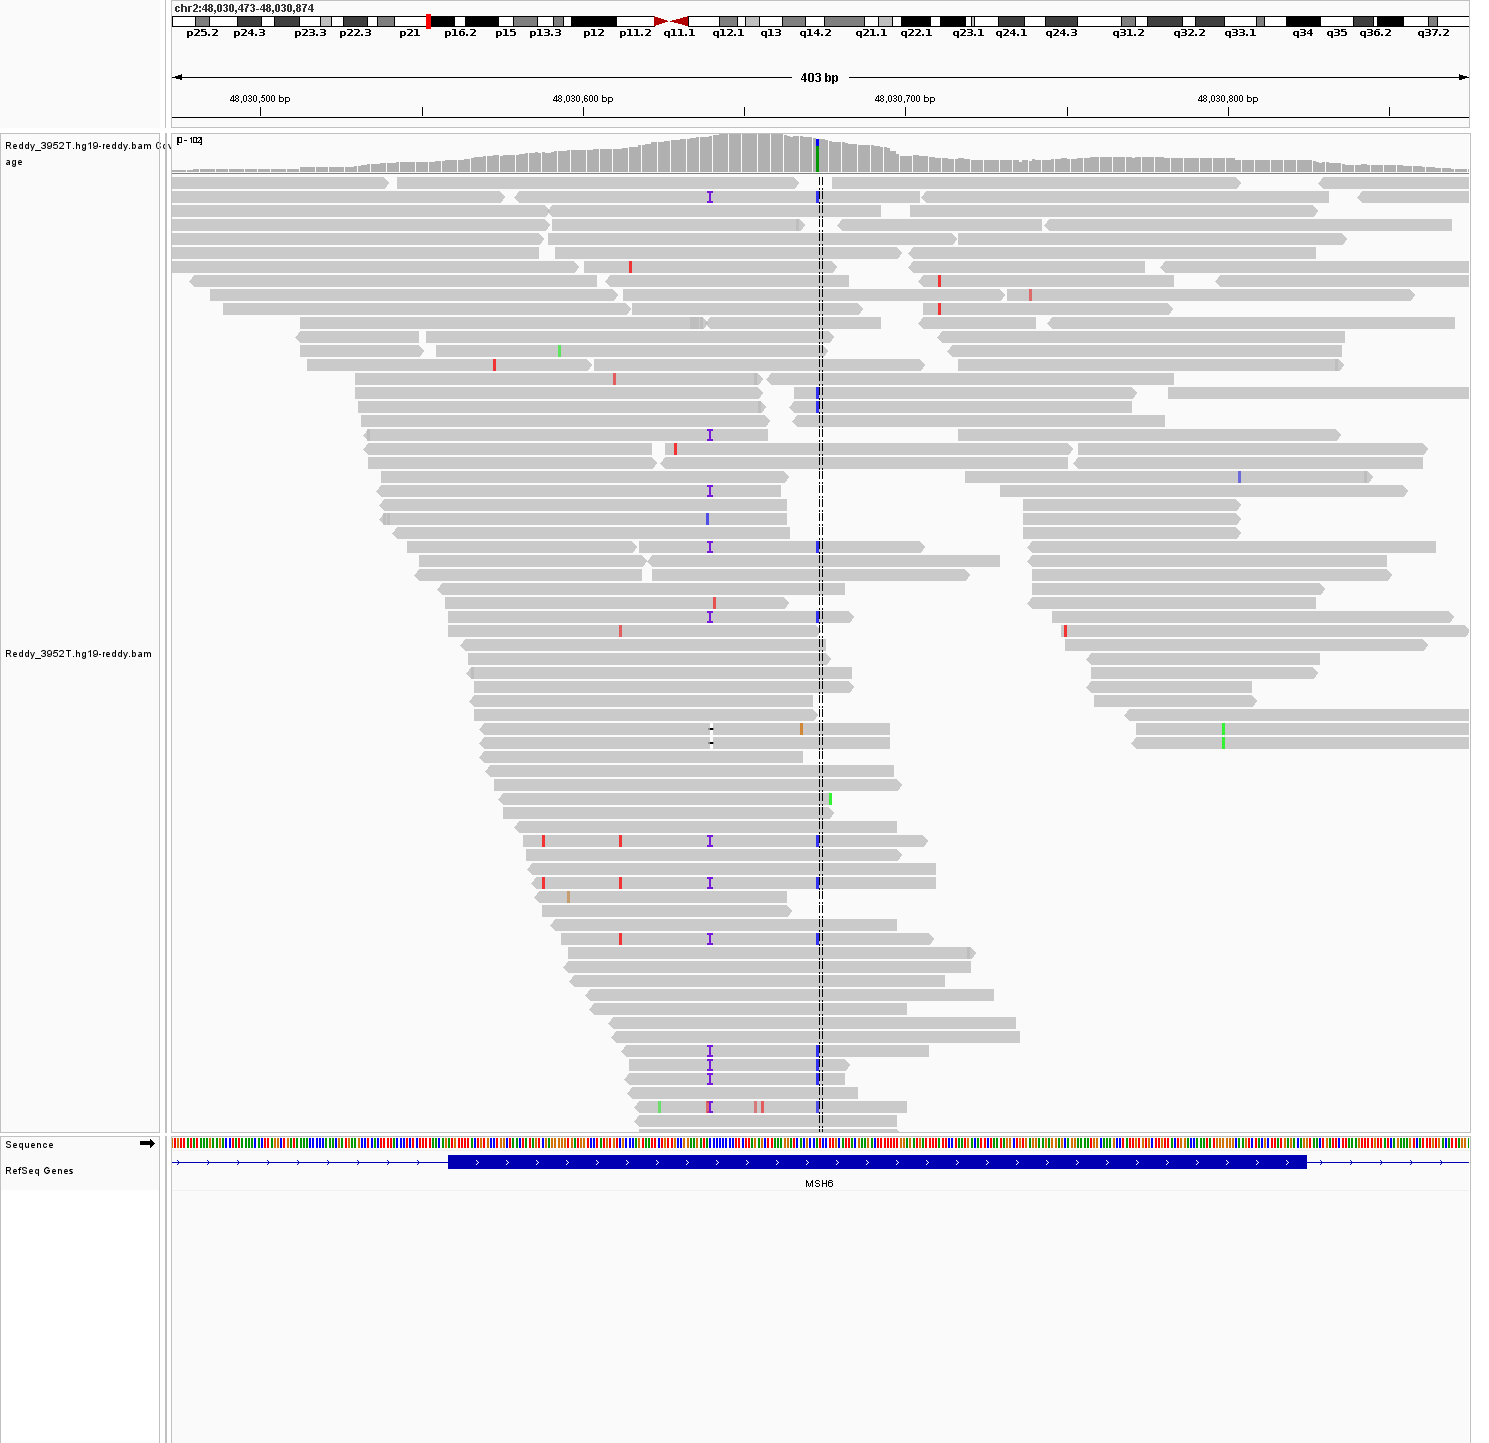 chr2:48,030,473-48,030,874
p25.2 p24.3 p23.3 p22.3 p21 p16.2 p15 p13.3 p12 p11.2 q11.1 q12.1 q13 q14.2 q21.1 q22.1 q23.1 q24.1 q24.3 q31.2 q32.2 q33.1 q34 q35 q36.2 q37.2
403 bp
48,030,500 bp 48,030,600 bp 48,030,700 bp 48,030,800 bp
[0 - 102]
Reddy_3952T.hg19-reddy.bam Cov
age
Reddy_3952T.hg19-reddy.bam
Sequence
RefSeq Genes
MSH6